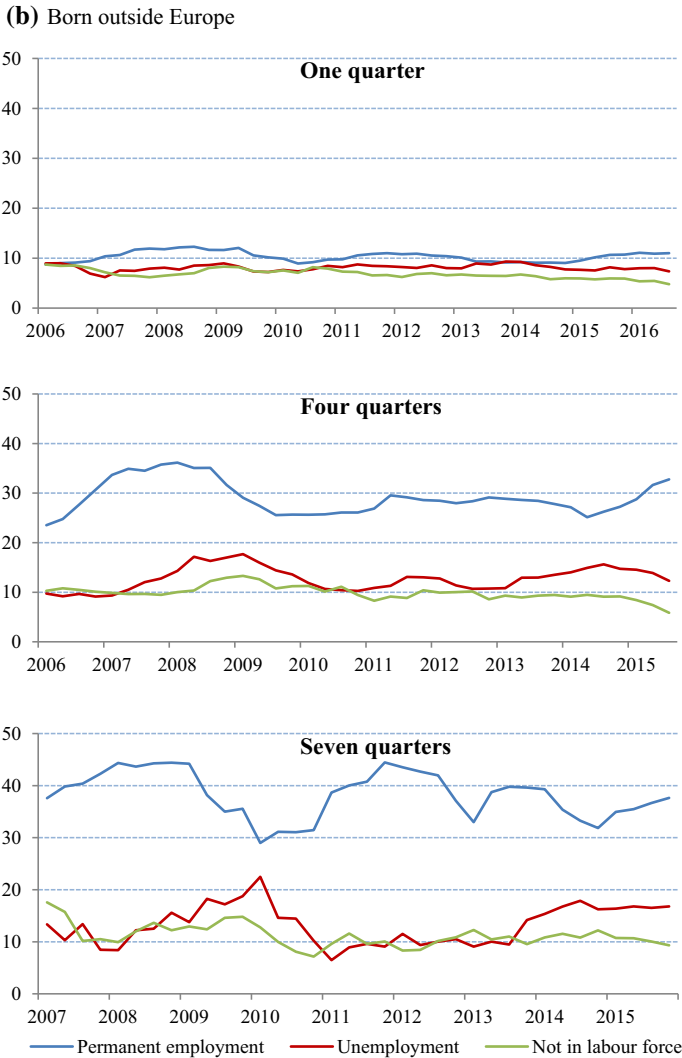 (b) Born outside Europe
One quarter
50
40
30
20
10
0
2006 2007 2008 2009 2010 2011 2012 2013 2014 2015 2016
Four quarters
50
40
30
20
10
0
2006 2007 2008 2009 2010 2011 2012 2013 2014 2015
Seven quarters
50
40
30
20
10
0
2007 2008 2009 2010 2011 2012 2013 2014 2015
Permanent employment Unemployment Not in labour force